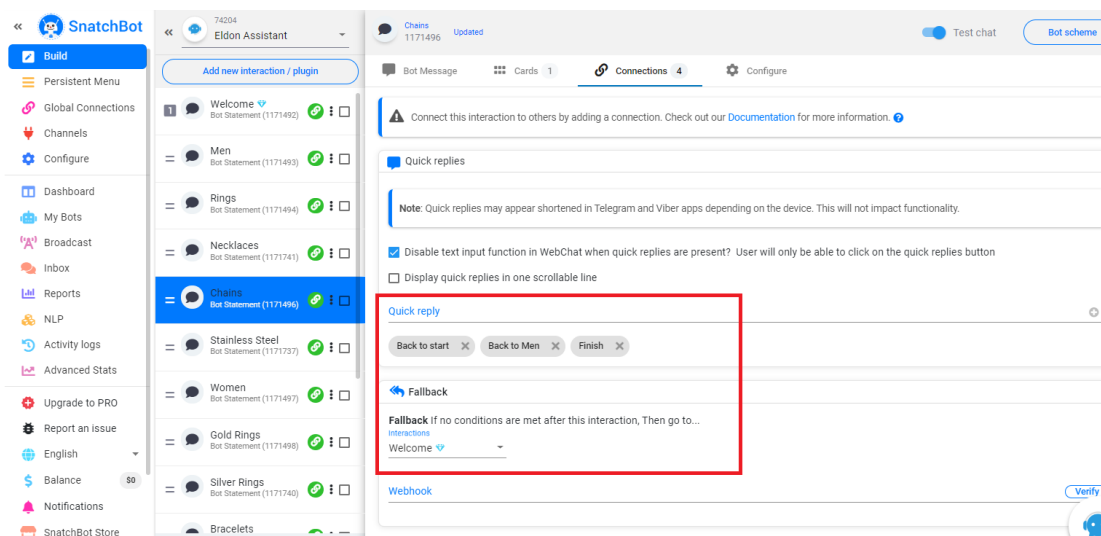 SnatchBot
Build
Persistent Menu
Global Connections
Channels
Configure
Dashboard
My Bots
Broadcast
Inbox
Reports
NLP
Activity logs
Advanced Stats
Upgrade to PRO
Report an issue
English
Balance $0
Notifications
SnatchBot Store
74204
Eldon Assistant
Add new interaction / plugin
1 Welcome 💎
Bot Statement (1171492)
Men
Bot Statement (1171493)
Rings
Bot Statement (1171494)
Necklaces
Bot Statement (1171741)
Chains
Bot Statement (1171496)
Stainless Steel
Bot Statement (1171737)
Women
Bot Statement (1171497)
Gold Rings
Bot Statement (1171498)
Silver Rings
Bot Statement (1171740)
Bracelets
Chains
1171496 Updated
Test chat Bot scheme
Bot Message Cards 1 Connections 4 Configure
Connect this interaction to others by adding a connection. Check out our Documentation for more information.
Quick replies
Note: Quick replies may appear shortened in Telegram and Viber apps depending on the device. This will not impact functionality.
Disable text input function in WebChat when quick replies are present? User will only be able to click on the quick replies button
Display quick replies in one scrollable line
Quick reply
Back to start Back to Men Finish
Fallback
Fallback If no conditions are met after this interaction, Then go to...
Interactions
Welcome 💎
Webhook Verify